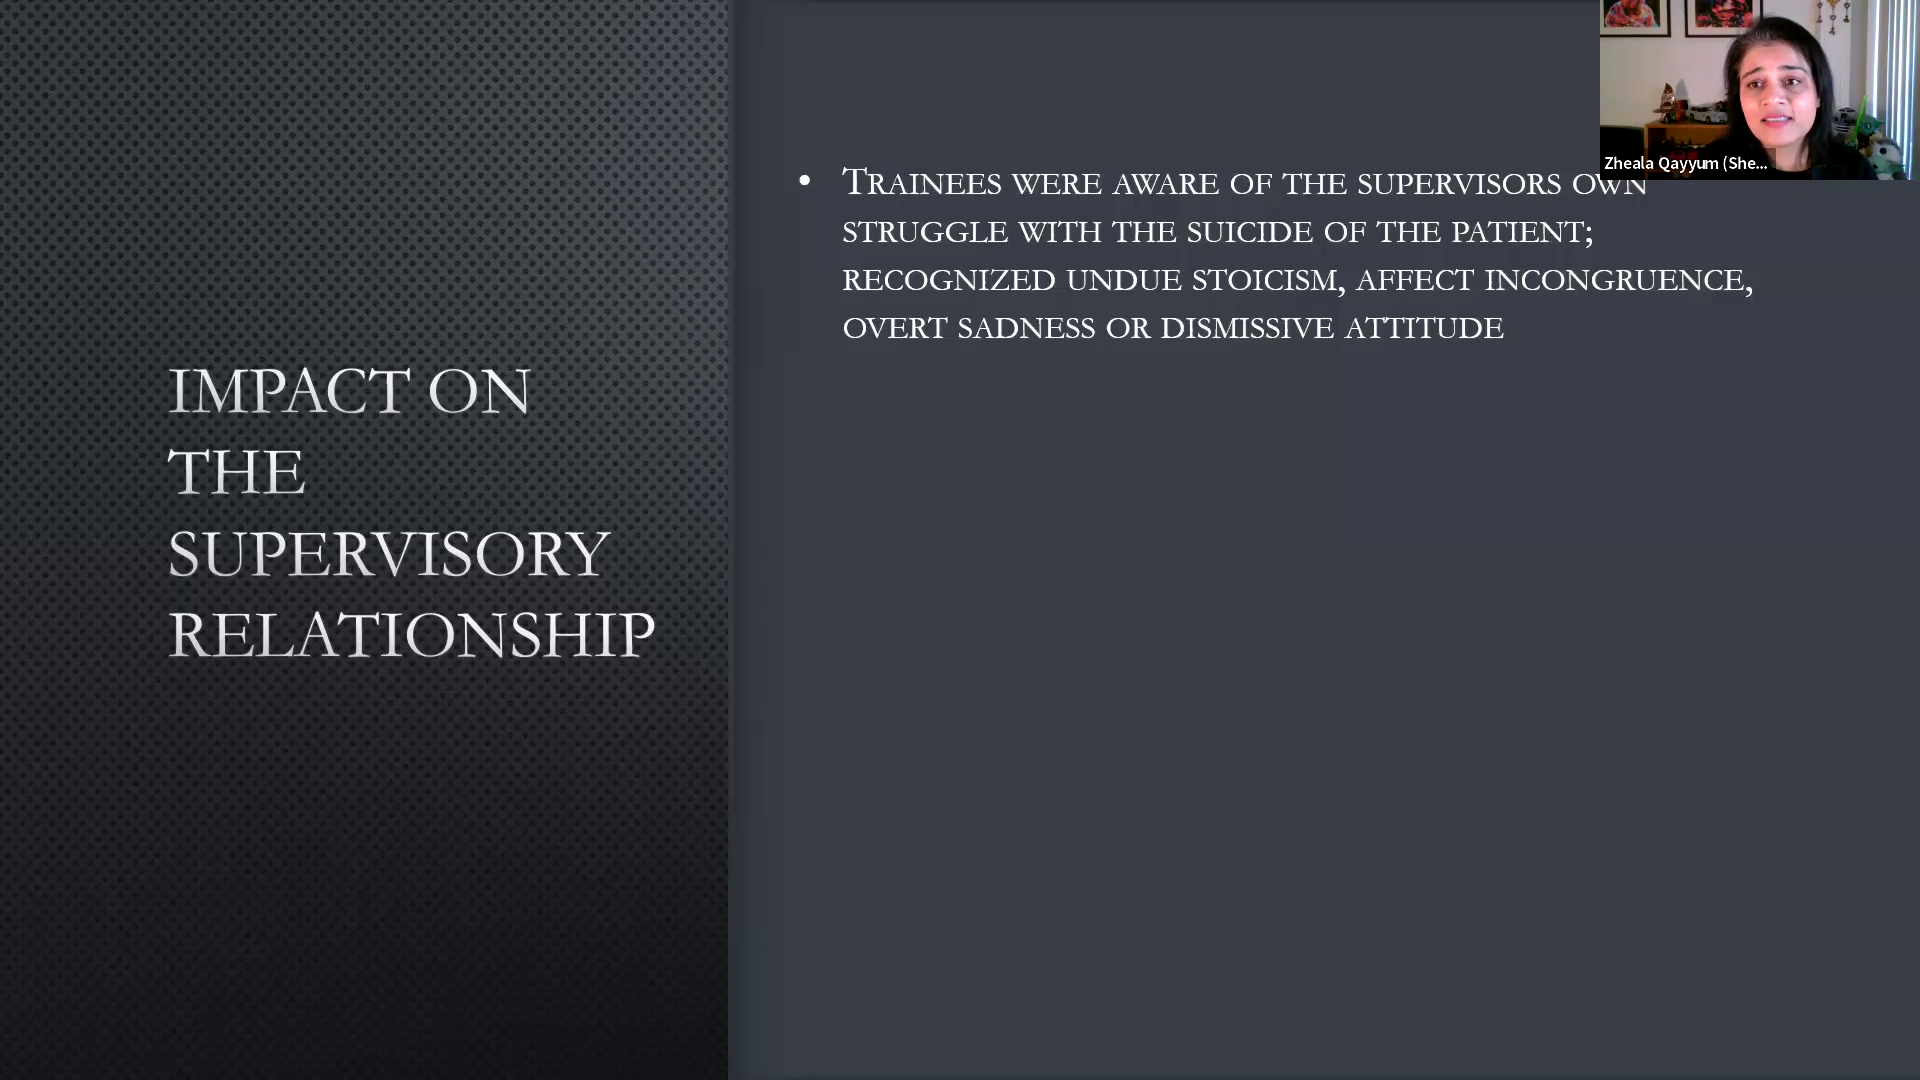 IMPACT ON
THE
SUPERVISORY
RELATIONSHIP
• TRAINEES WERE AWARE OF THE SUPERVISORS OWN
STRUGGLE WITH THE SUICIDE OF THE PATIENT;
RECOGNIZED UNDUE STOICISM, AFFECT INCONGRUENCE,
OVERT SADNESS OR DISMISSIVE ATTITUDE
Zheala Qayyum (She...